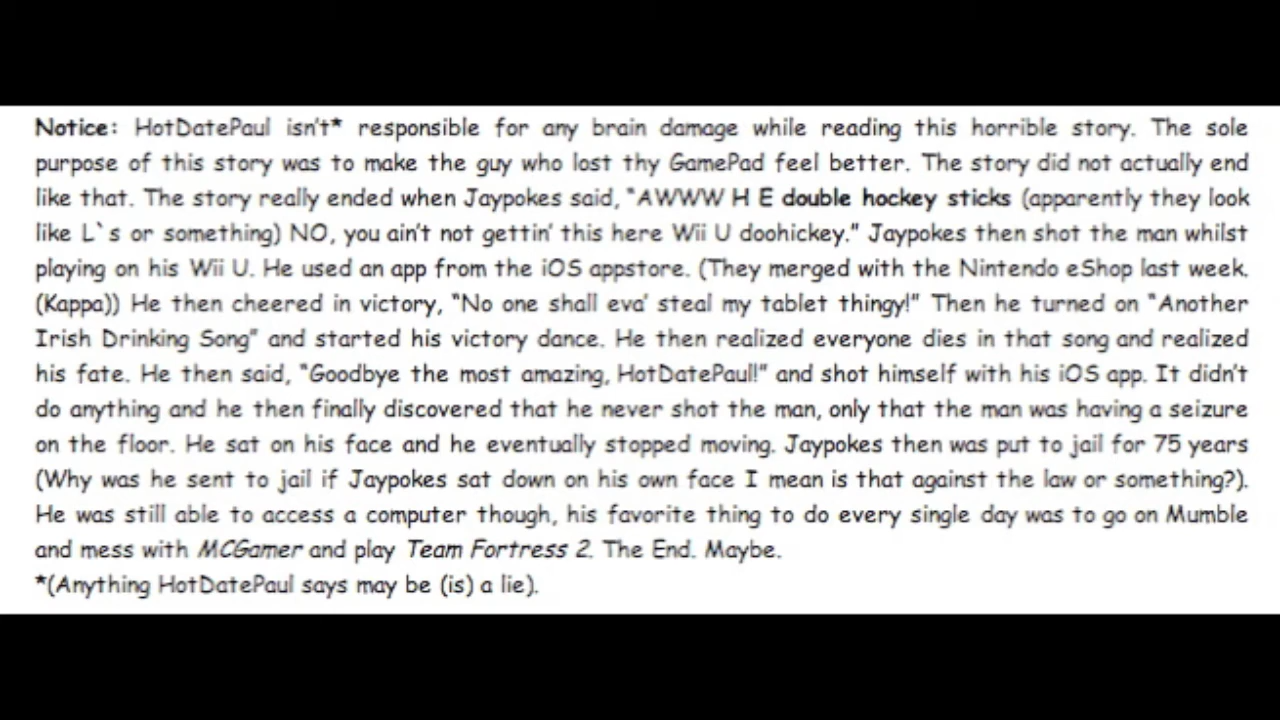 Notice: HotDatePaul isn't* responsible for any brain damage while reading this horrible story. The sole
purpose of this story was to make the guy who lost thy GamePad feel better. The story did not actually end
like that. The story really ended when Jaypokes said, "AWWW H E double hockey sticks (apparently they look
like L`s or something) NO, you ain't not gettin' this here Wii U doohickey." Jaypokes then shot the man whilst
playing on his Wii U. He used an app from the iOS appstore. (They merged with the Nintendo eShop last week.
(Kappa)) He then cheered in victory, "No one shall eva' steal my tablet thingy!" Then he turned on "Another
Irish Drinking Song" and started his victory dance. He then realized everyone dies in that song and realized
his fate. He then said, "Goodbye the most amazing, HotDatePaul!" and shot himself with his iOS app. It didn't
do anything and he then finally discovered that he never shot the man, only that the man was having a seizure
on the floor. He sat on his face and he eventually stopped moving. Jaypokes then was put to jail for 75 years
(Why was he sent to jail if Jaypokes sat down on his own face I mean is that against the law or something?).
He was still able to access a computer though, his favorite thing to do every single day was to go on Mumble
and mess with MCGamer and play Team Fortress 2. The End. Maybe.
*(Anything HotDatePaul says may be (is) a lie).